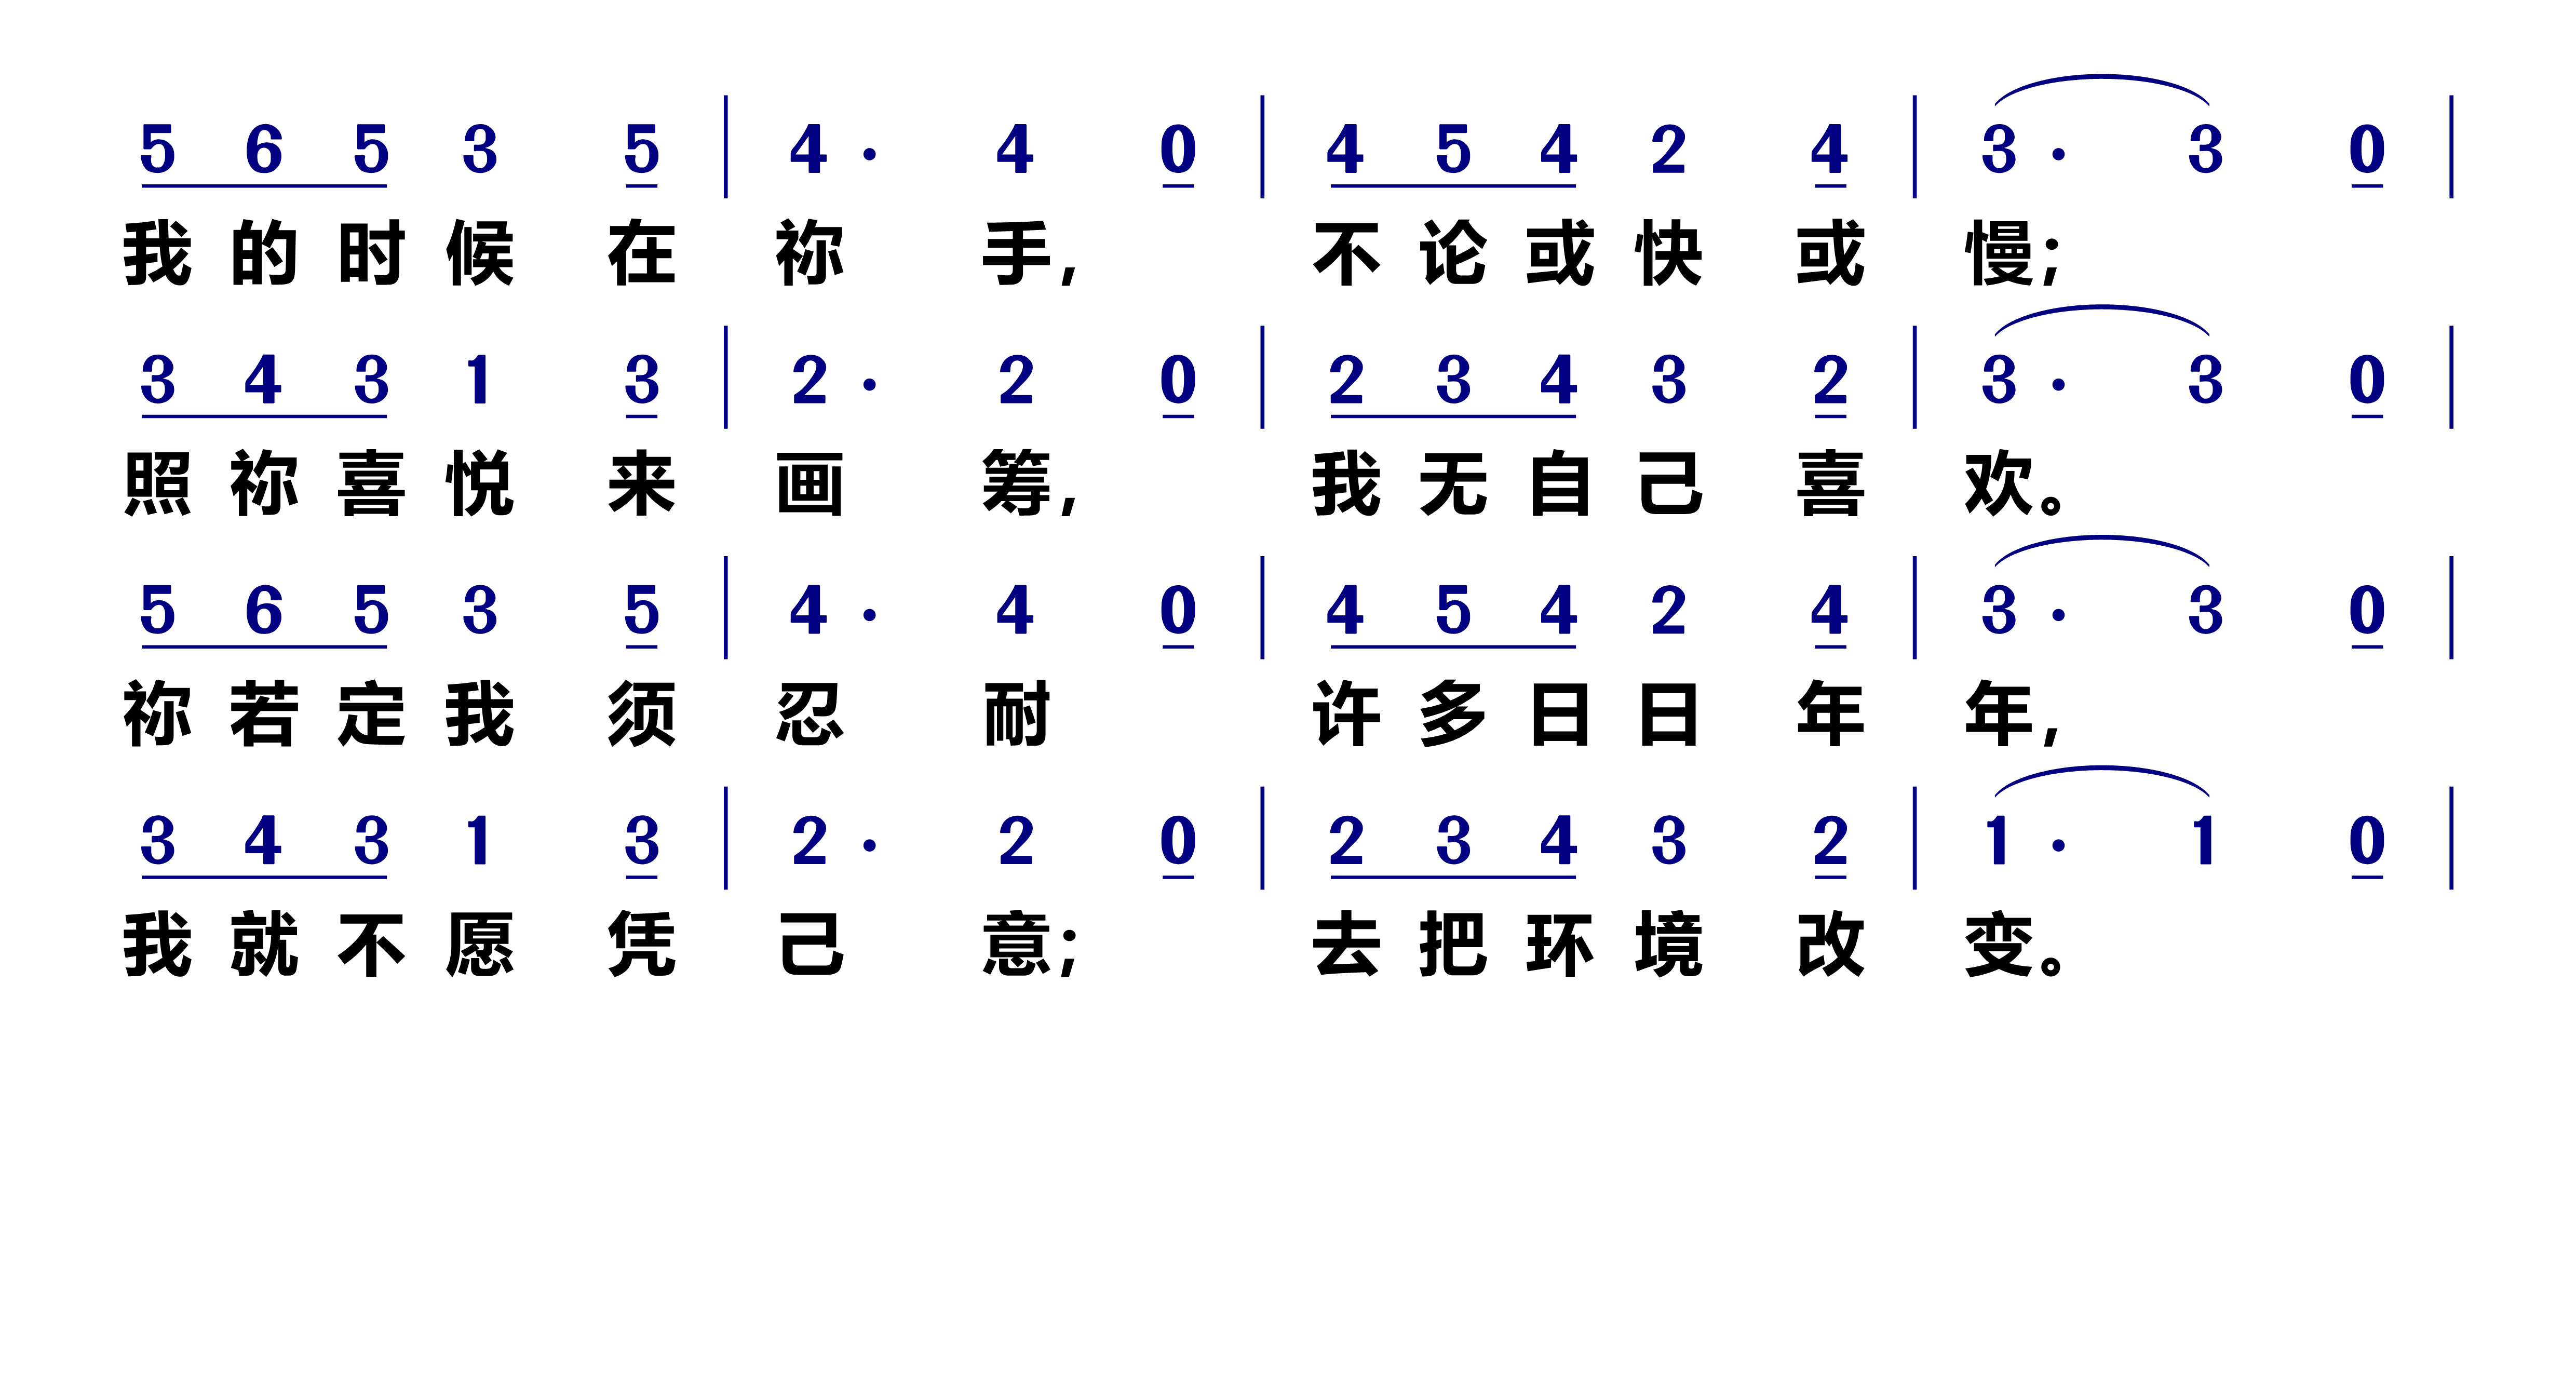 5 6 5 3 5 | 4 · 4 0 | 4 5 4 2 4 | 3 · 3 0 |
我的时候在祢手，不论或快或慢；
3 4 3 1 3 | 2 · 2 0 | 2 3 4 3 2 | 3 · 3 0 |
照祢喜悦来画筹，我无自己喜欢。
5 6 5 3 5 | 4 · 4 0 | 4 5 4 2 4 | 3 · 3 0 |
祢若定我须忍耐 许多日日年年，
3 4 3 1 3 | 2 · 2 0 | 2 3 4 3 2 | 1 · 1 0 |
我就不愿凭己意；去把环境改变。